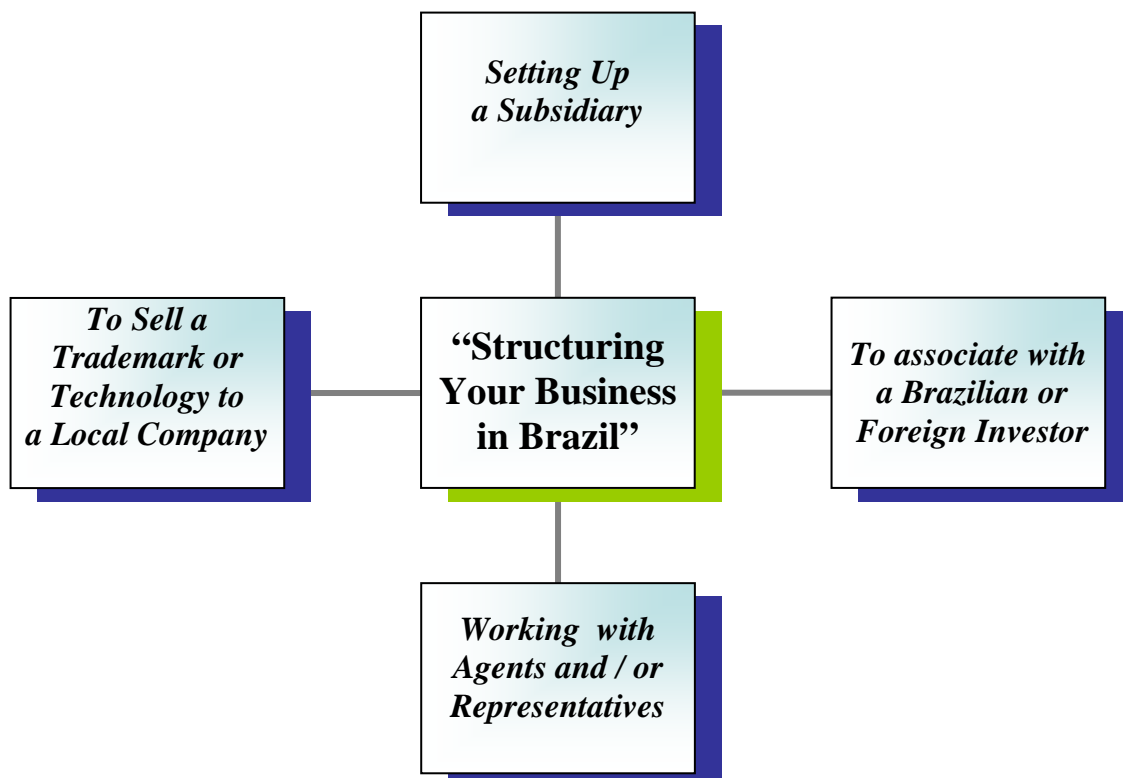 Setting Up
a Subsidiary
To Sell a
Trademark or
Technology to
a Local Company
“Structuring
Your Business
in Brazil”
To associate with
a Brazilian or
Foreign Investor
Working with
Agents and / or
Representatives